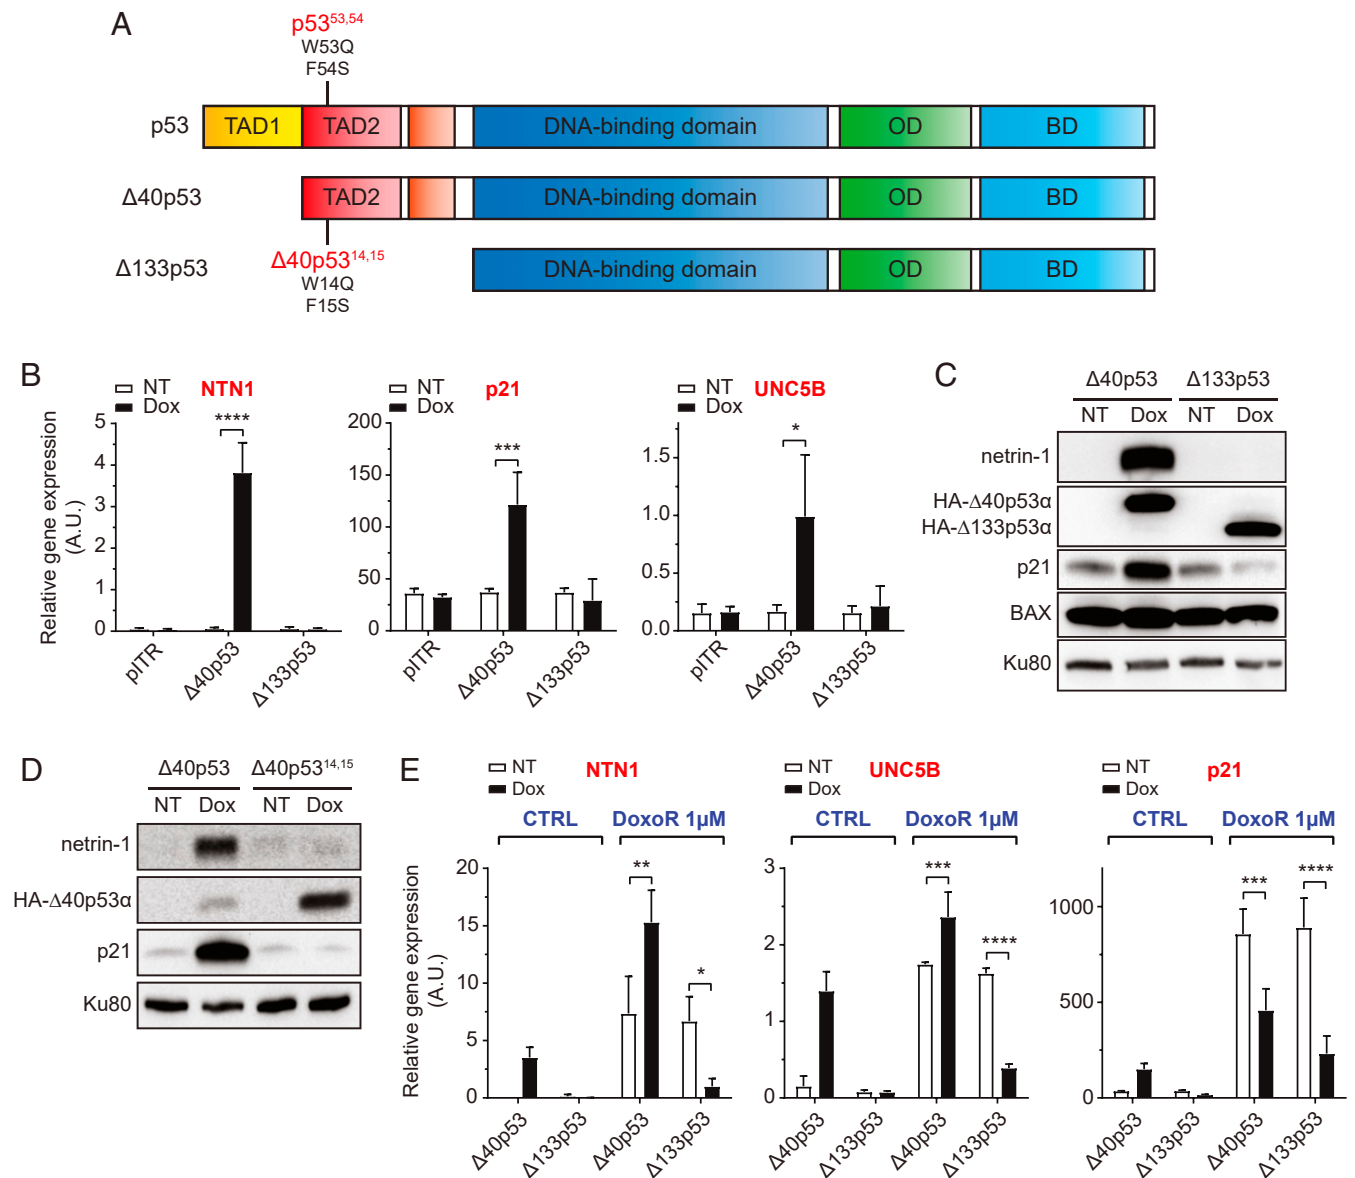 A
p53⁵³,⁵⁴
W53Q
F54S
p53 TAD1 TAD2 DNA-binding domain OD BD
Δ40p53 TAD2 DNA-binding domain OD BD
Δ40p53¹⁴,¹⁵
W14Q
F15S
Δ133p53 DNA-binding domain OD BD
B
NT
Dox
NTN1
Relative gene expression
(A.U.)
5
4
3
2
1
0
****
pITR Δ40p53 Δ133p53
NT
Dox
p21
200
150
100
50
0
***
pITR Δ40p53 Δ133p53
NT
Dox
UNC5B
1.5
1.0
0.5
0.0
*
pITR Δ40p53 Δ133p53
C
Δ40p53 Δ133p53
NT Dox NT Dox
netrin-1
HA-Δ40p53α
HA-Δ133p53α
p21
BAX
Ku80
D
Δ40p53 Δ40p53¹⁴,¹⁵
NT Dox NT Dox
netrin-1
HA-Δ40p53α
p21
Ku80
E
NT
Dox
NTN1
CTRL DoxoR 1µM
Relative gene expression
(A.U.)
20
15
10
5
0
** *
Δ40p53 Δ133p53 Δ40p53 Δ133p53
NT
Dox
UNC5B
CTRL DoxoR 1µM
3
2
1
0
*** ****
Δ40p53 Δ133p53 Δ40p53 Δ133p53
NT
Dox
p21
CTRL DoxoR 1µM
1000
500
0
*** ****
Δ40p53 Δ133p53 Δ40p53 Δ133p53